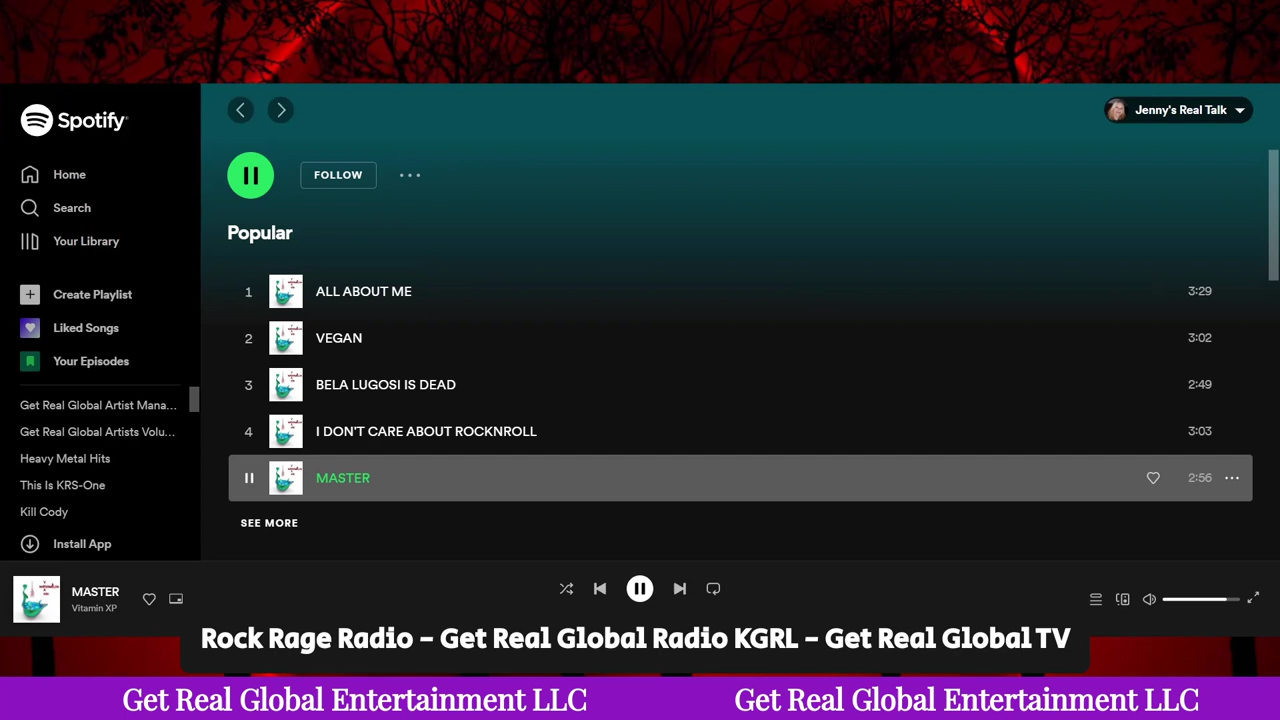 Spotify
Home
Search
Your Library
Create Playlist
Liked Songs
Your Episodes
Get Real Global Artist Mana...
Get Real Global Artists Volu...
Heavy Metal Hits
This Is KRS-One
Kill Cody
Install App
Jenny's Real Talk
FOLLOW
Popular
1 ALL ABOUT ME 3:29
2 VEGAN 3:02
3 BELA LUGOSI IS DEAD 2:49
4 I DON'T CARE ABOUT ROCKNROLL 3:03
MASTER 2:56
SEE MORE
MASTER
Vitamin XP
Rock Rage Radio - Get Real Global Radio KGRL - Get Real Global TV
Get Real Global Entertainment LLC Get Real Global Entertainment LLC